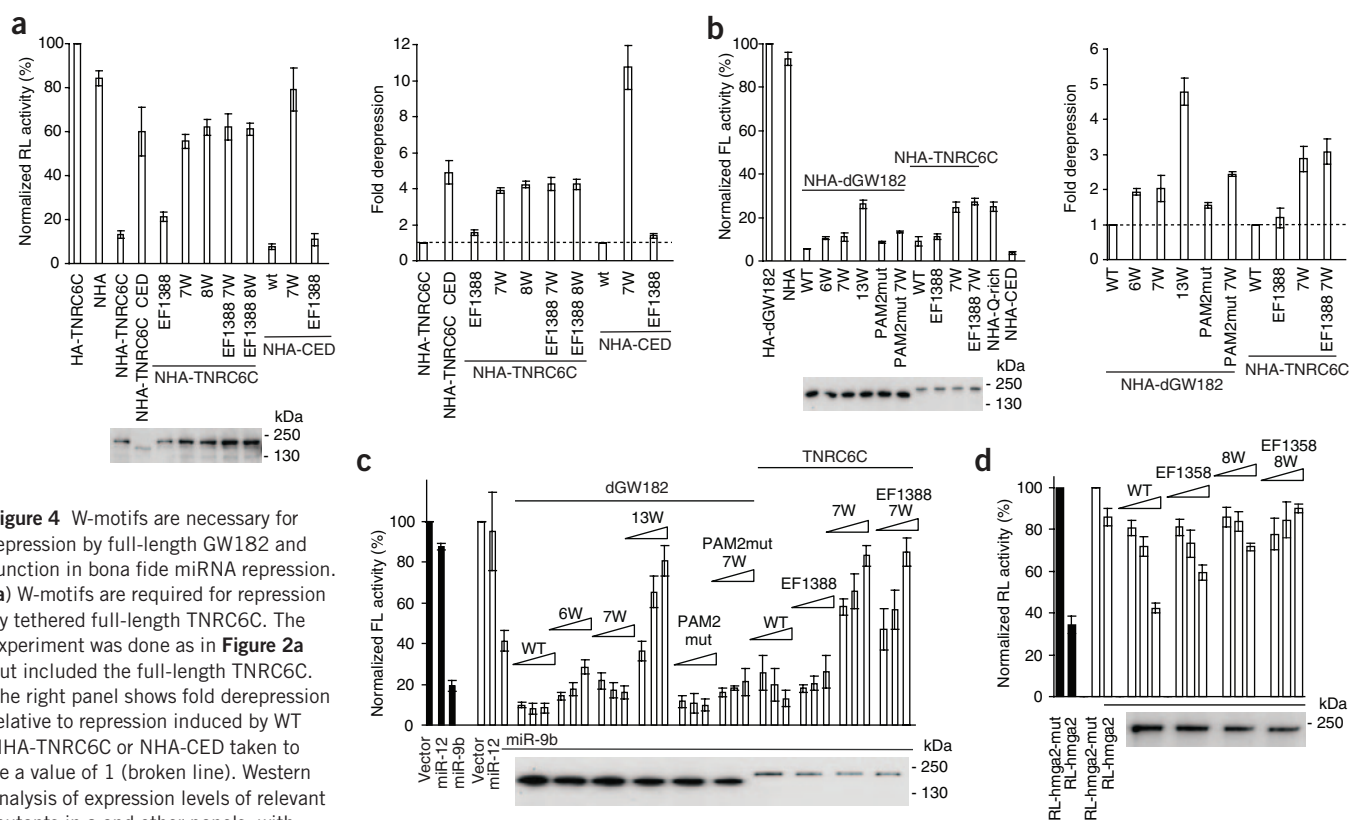 a
Normalized RL activity (%)
100
80
60
40
20
0
HA-TNRC6C
NHA
NHA-TNRC6C
NHA-TNRC6C CED
EF1388
7W
8W
EF1388 7W
EF1388 8W
wt
7W
EF1388
NHA-TNRC6C
NHA-CED
kDa
- 250
- 130
Fold derepression
12
10
8
6
4
2
0
NHA-TNRC6C
NHA-TNRC6C CED
EF1388
7W
8W
EF1388 7W
EF1388 8W
wt
7W
EF1388
NHA-TNRC6C
NHA-CED
b
Normalized FL activity (%)
100
80
60
40
20
0
NHA-dGW182
NHA-TNRC6C
HA-dGW182
NHA
WT
6W
7W
13W
PAM2mut
PAM2mut 7W
WT
EF1388
7W
EF1388 7W
NHA-Q-rich
NHA-CED
kDa
- 250
- 130
Fold derepression
6
5
4
3
2
1
0
WT
6W
7W
13W
PAM2mut
PAM2mut 7W
WT
EF1388
7W
EF1388 7W
NHA-dGW182
NHA-TNRC6C
igure 4 W-motifs are necessary for
epression by full-length GW182 and
unction in bona fide miRNA repression.
a) W-motifs are required for repression
y tethered full-length TNRC6C. The
xperiment was done as in Figure 2a
ut included the full-length TNRC6C.
he right panel shows fold derepression
elative to repression induced by WT
HA-TNRC6C or NHA-CED taken to
e a value of 1 (broken line). Western
nalysis of expression levels of relevant
c
Normalized FL activity (%)
100
80
60
40
20
0
dGW182
TNRC6C
WT
6W
7W
13W
PAM2
mut
PAM2mut
7W
WT
EF1388
7W
EF1388
7W
Vector
miR-12
miR-9b
Vector
miR-12
miR-9b
kDa
- 250
- 130
d
Normalized RL activity (%)
100
80
60
40
20
0
WT
EF1358
8W
EF1358
8W
RL-hmga2-mut
RL-hmga2
RL-hmga2-mut
RL-hmga2
kDa
- 250